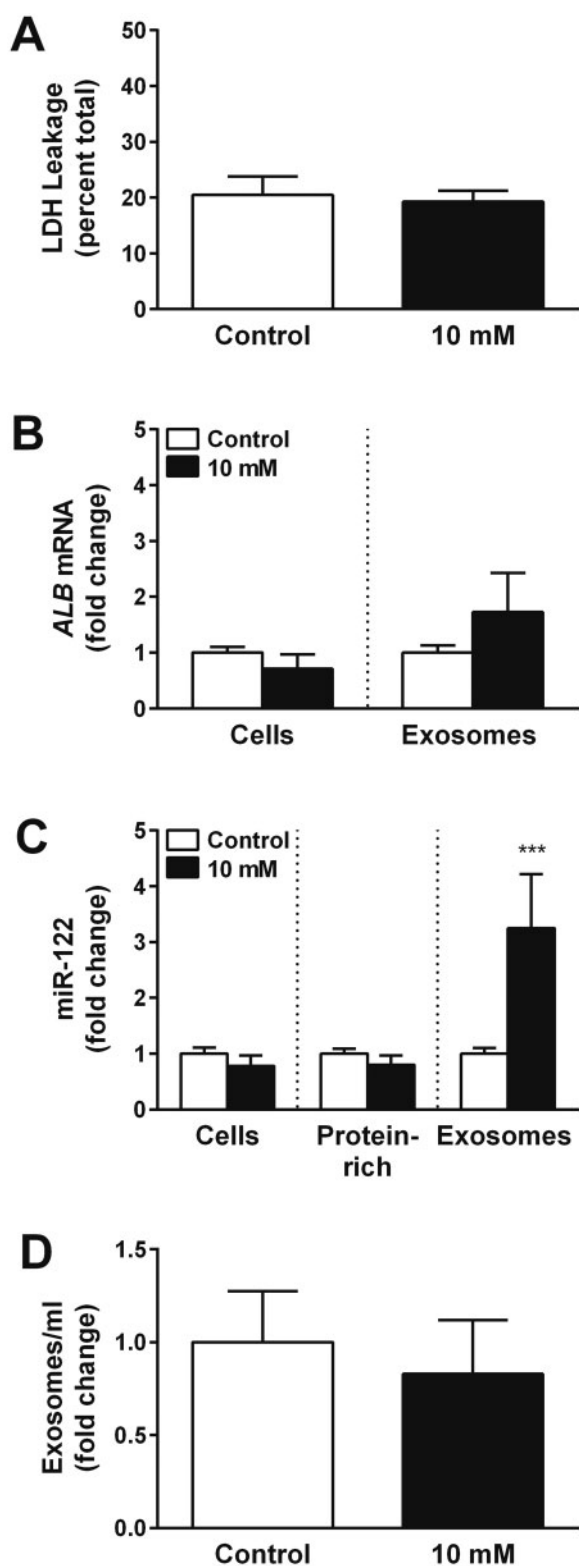 A
LDH Leakage
(percent total)
50
40
30
20
10
0
Control
10 mM
B
ALB mRNA
(fold change)
5
4
3
2
1
0
Control
10 mM
Cells
Exosomes
C
miR-122
(fold change)
5
4
3
2
1
0
Control
10 mM
***
Cells
Protein-
rich
Exosomes
D
Exosomes/ml
(fold change)
1.5
1.0
0.5
0.0
Control
10 mM